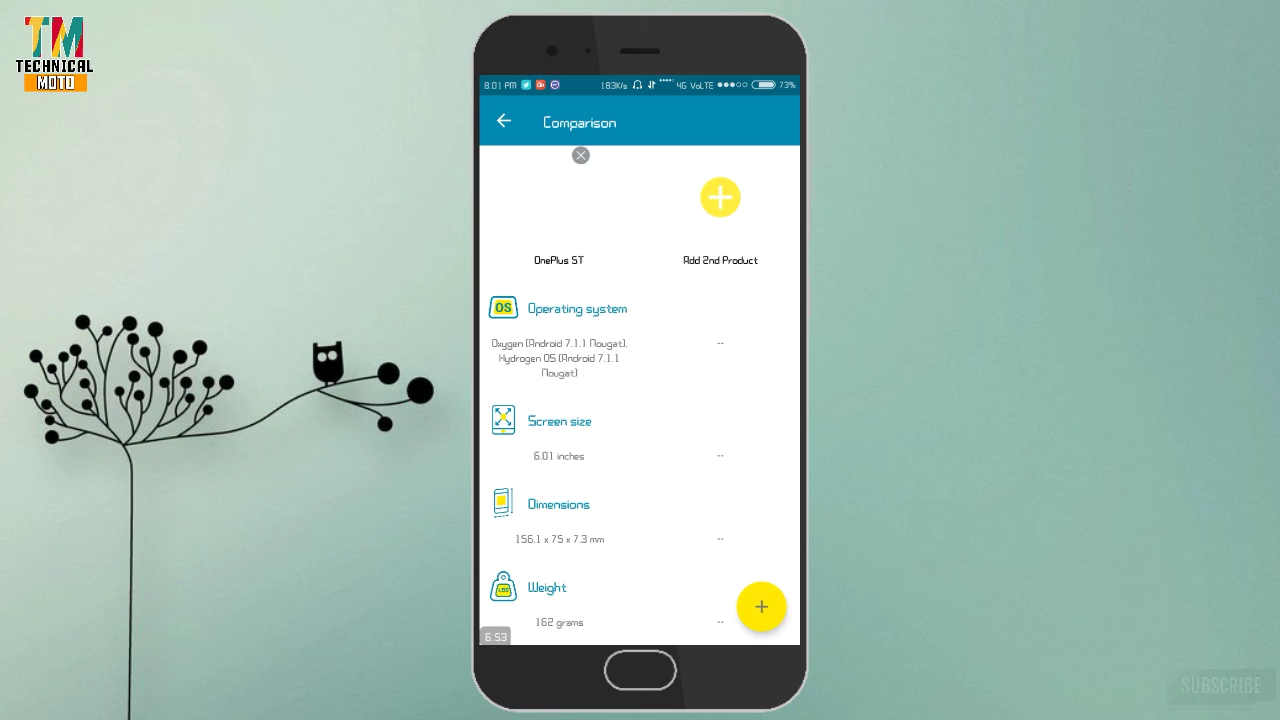 TM
TECHNICAL
MOTO
8:01 PM
183K/s 4G VoLTE 73%
Comparison
OnePlus 5T
Add 2nd Product
OS Operating system
Oxygen (Android 7.1.1 Nougat),
Hydrogen OS (Android 7.1.1
Nougat)
--
Screen size
6.01 inches
--
Dimensions
156.1 x 75 x 7.3 mm
--
Weight
162 grams
--
6:53
SUBSCRIBE